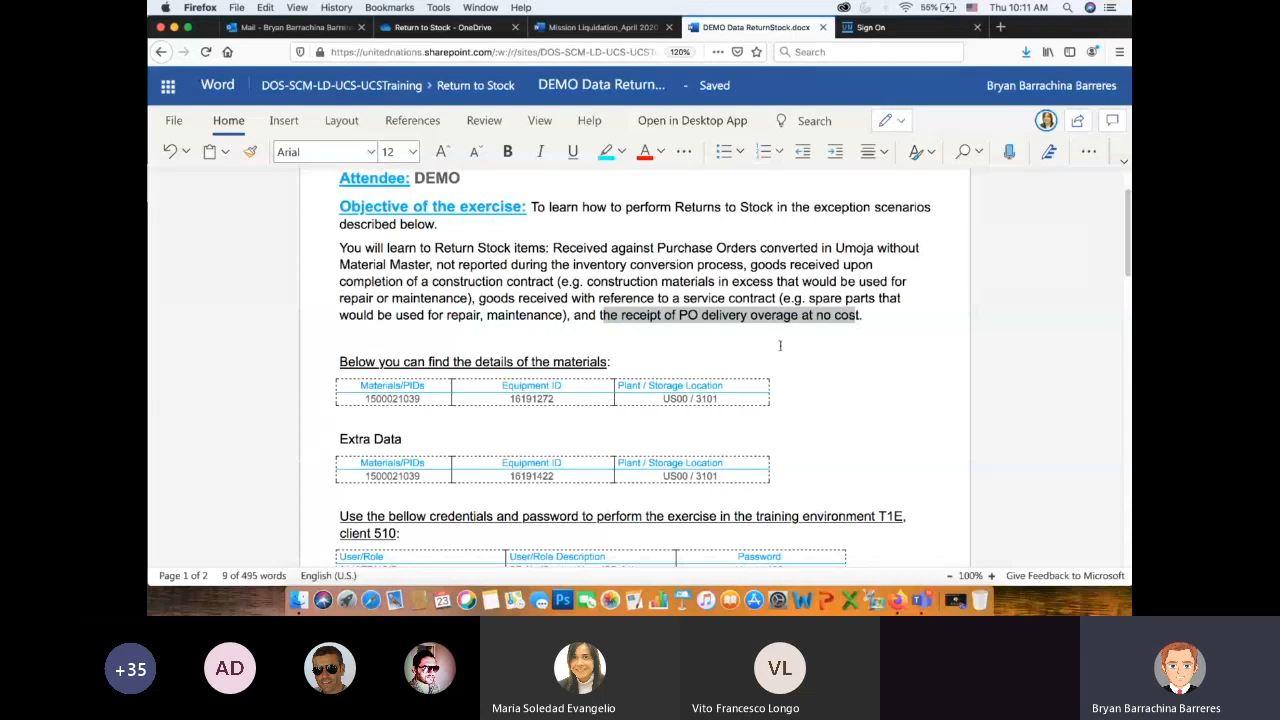 Firefox File Edit View History Bookmarks Tools Window Help 55% Thu 10:11 AM
Mail - Bryan Barrachina Barreir Return to Stock - OneDrive Mission Liquidation_April 2020 DEMO Data ReturnStock.docx Sign On
https://unitednations.sharepoint.com/:w:/r/sites/DOS-SCM-LD-UCS-UCST 120% Search
Word DOS-SCM-LD-UCS-UCSTraining > Return to Stock DEMO Data Return... - Saved Bryan Barrachina Barreres
File Home Insert Layout References Review View Help Open in Desktop App Search
Arial 12 A A B I U A
Attendee: DEMO
Objective of the exercise: To learn how to perform Returns to Stock in the exception scenarios
described below.
You will learn to Return Stock items: Received against Purchase Orders converted in Umoja without
Material Master, not reported during the inventory conversion process, goods received upon
completion of a construction contract (e.g. construction materials in excess that would be used for
repair or maintenance), goods received with reference to a service contract (e.g. spare parts that
would be used for repair, maintenance), and the receipt of PO delivery overage at no cost.
Below you can find the details of the materials:
Materials/PIDs Equipment ID Plant / Storage Location
1500021039 16191272 US00 / 3101
Extra Data
Materials/PIDs Equipment ID Plant / Storage Location
1500021039 16191422 US00 / 3101
Use the bellow credentials and password to perform the exercise in the training environment T1E,
client 510:
User/Role User/Role Description Password
Page 1 of 2 9 of 495 words English (U.S.) - 100% + Give Feedback to Microsoft
23
+35 AD VL
Maria Soledad Evangelio Vito Francesco Longo Bryan Barrachina Barreres